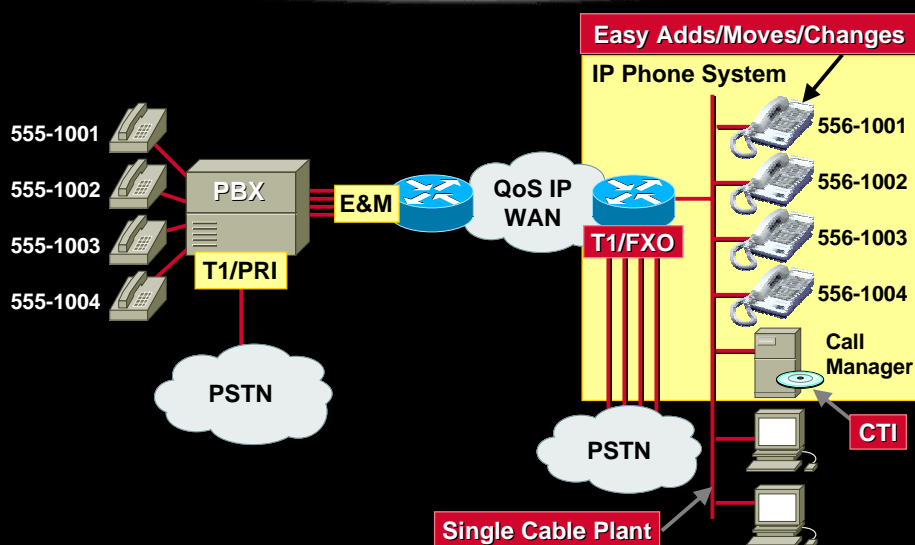 Easy Adds/Moves/Changes
IP Phone System
555-1001
555-1002
555-1003
555-1004
PBX
T1/PRI
E&M
QoS IP
WAN
T1/FXO
556-1001
556-1002
556-1003
556-1004
Call
Manager
CTI
PSTN
PSTN
Single Cable Plant